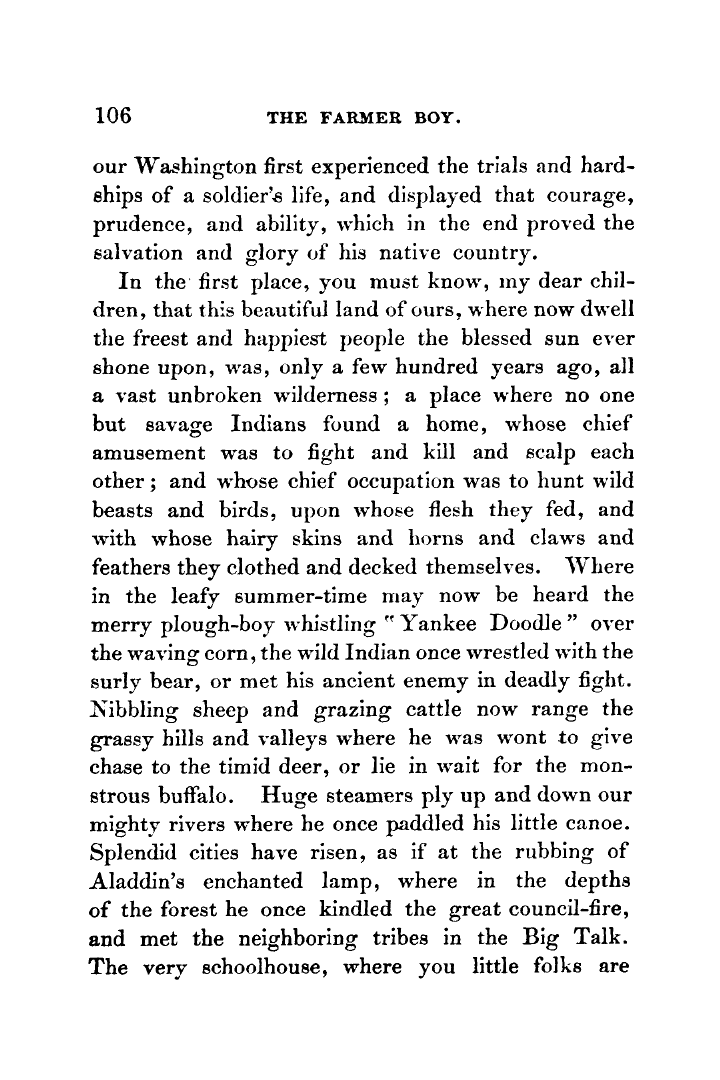 106 THE FARMER BOY.
our Washington first experienced the trials and hard-
ships of a soldier's life, and displayed that courage,
prudence, and ability, which in the end proved the
salvation and glory of his native country.
In the first place, you must know, my dear chil-
dren, that this beautiful land of ours, where now dwell
the freest and happiest people the blessed sun ever
shone upon, was, only a few hundred years ago, all
a vast unbroken wilderness; a place where no one
but savage Indians found a home, whose chief
amusement was to fight and kill and scalp each
other; and whose chief occupation was to hunt wild
beasts and birds, upon whose flesh they fed, and
with whose hairy skins and horns and claws and
feathers they clothed and decked themselves. Where
in the leafy summer-time may now be heard the
merry plough-boy whistling "Yankee Doodle" over
the waving corn, the wild Indian once wrestled with the
surly bear, or met his ancient enemy in deadly fight.
Nibbling sheep and grazing cattle now range the
grassy hills and valleys where he was wont to give
chase to the timid deer, or lie in wait for the mon-
strous buffalo. Huge steamers ply up and down our
mighty rivers where he once paddled his little canoe.
Splendid cities have risen, as if at the rubbing of
Aladdin's enchanted lamp, where in the depths
of the forest he once kindled the great council-fire,
and met the neighboring tribes in the Big Talk.
The very schoolhouse, where you little folks are